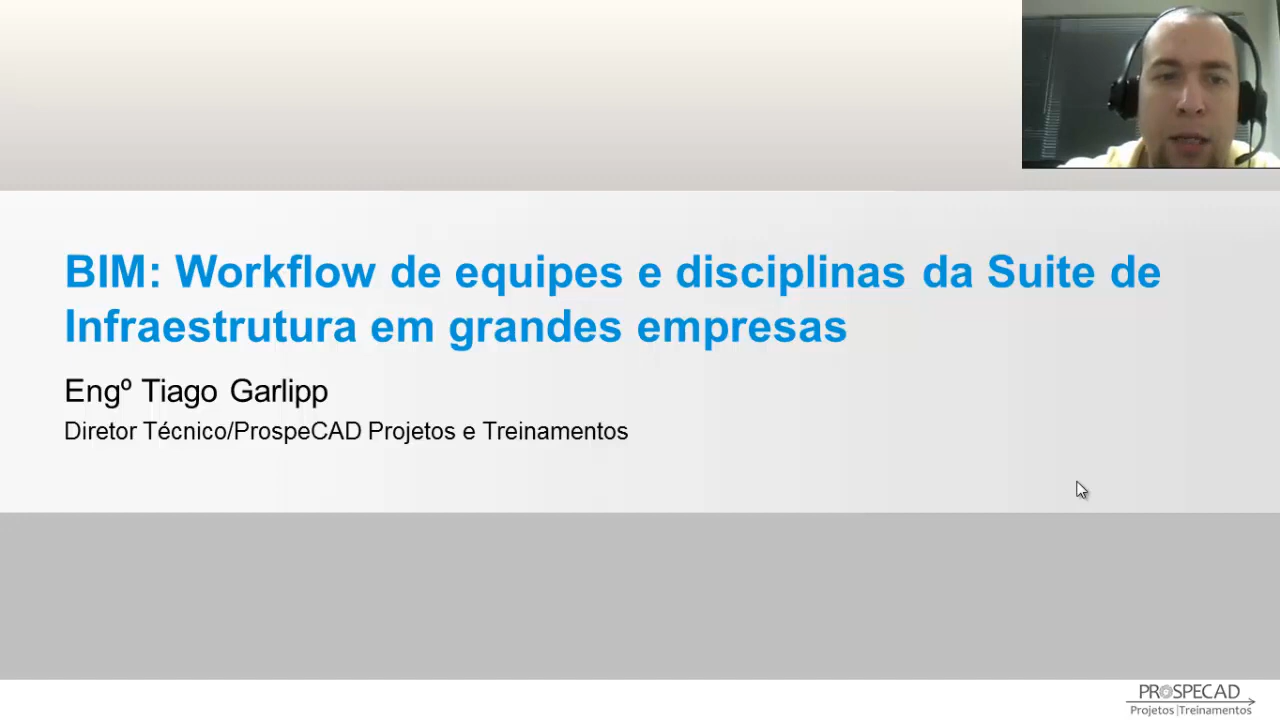 BIM: Workflow de equipes e disciplinas da Suite de
Infraestrutura em grandes empresas
Engº Tiago Garlipp
Diretor Técnico/ProspeCAD Projetos e Treinamentos
PROSPECAD
Projetos|Treinamentos